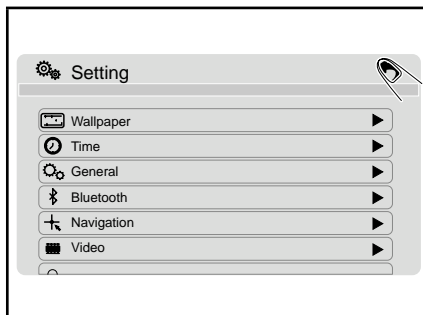 Setting
Wallpaper
Time
General
Bluetooth
Navigation
Video